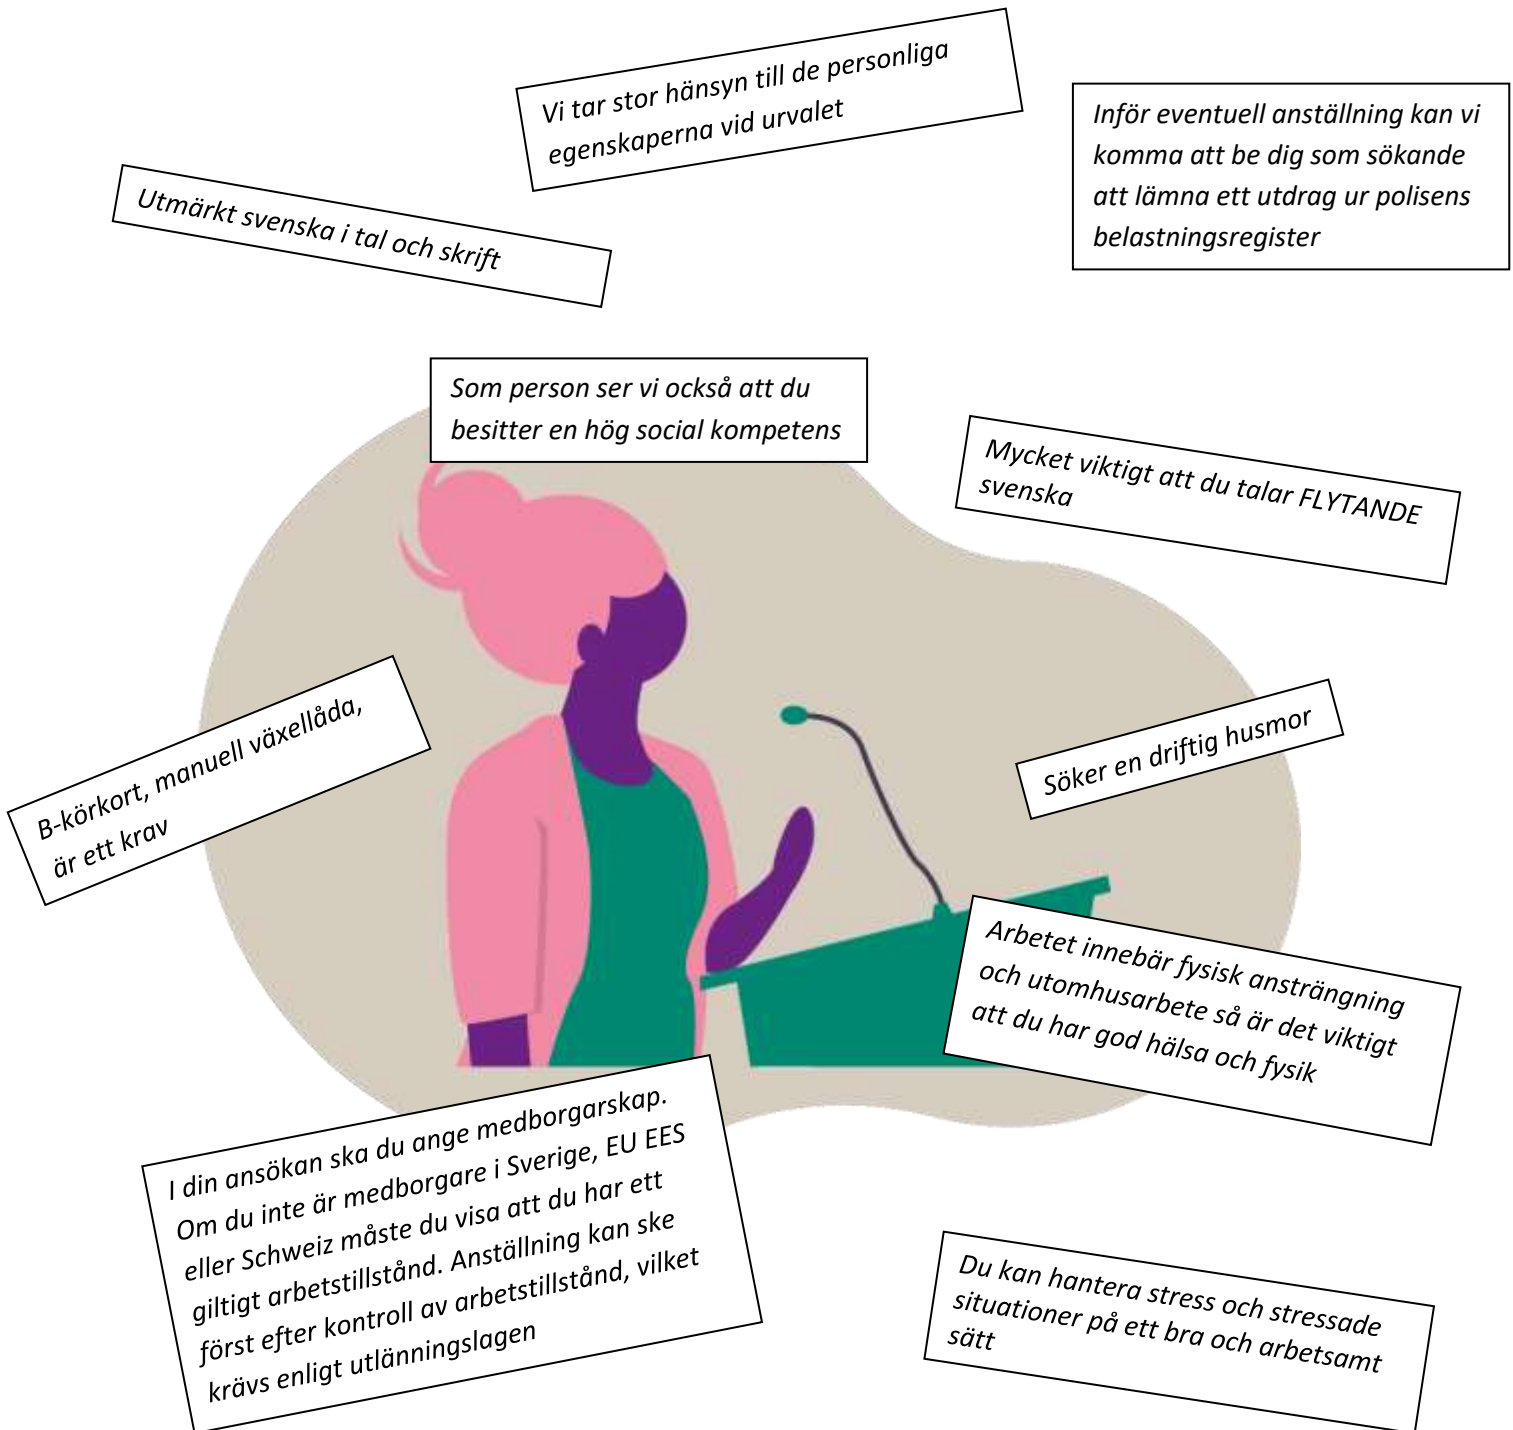 Vi tar stor hänsyn till de personliga
egenskaperna vid urvalet
Inför eventuell anställning kan vi
komma att be dig som sökande
att lämna ett utdrag ur polisens
belastningsregister
Utmärkt svenska i tal och skrift
Som person ser vi också att du
besitter en hög social kompetens
Mycket viktigt att du talar FLYTANDE
svenska
B-körkort, manuell växellåda,
är ett krav
Söker en driftig husmor
Arbetet innebär fysisk ansträngning
och utomhusarbete så är det viktigt
att du har god hälsa och fysik
I din ansökan ska du ange medborgarskap.
Om du inte är medborgare i Sverige, EU EES
eller Schweiz måste du visa att du har ett
giltigt arbetstillstånd. Anställning kan ske
först efter kontroll av arbetstillstånd, vilket
krävs enligt utlänningslagen
Du kan hantera stress och stressade
situationer på ett bra och arbetsamt
sätt